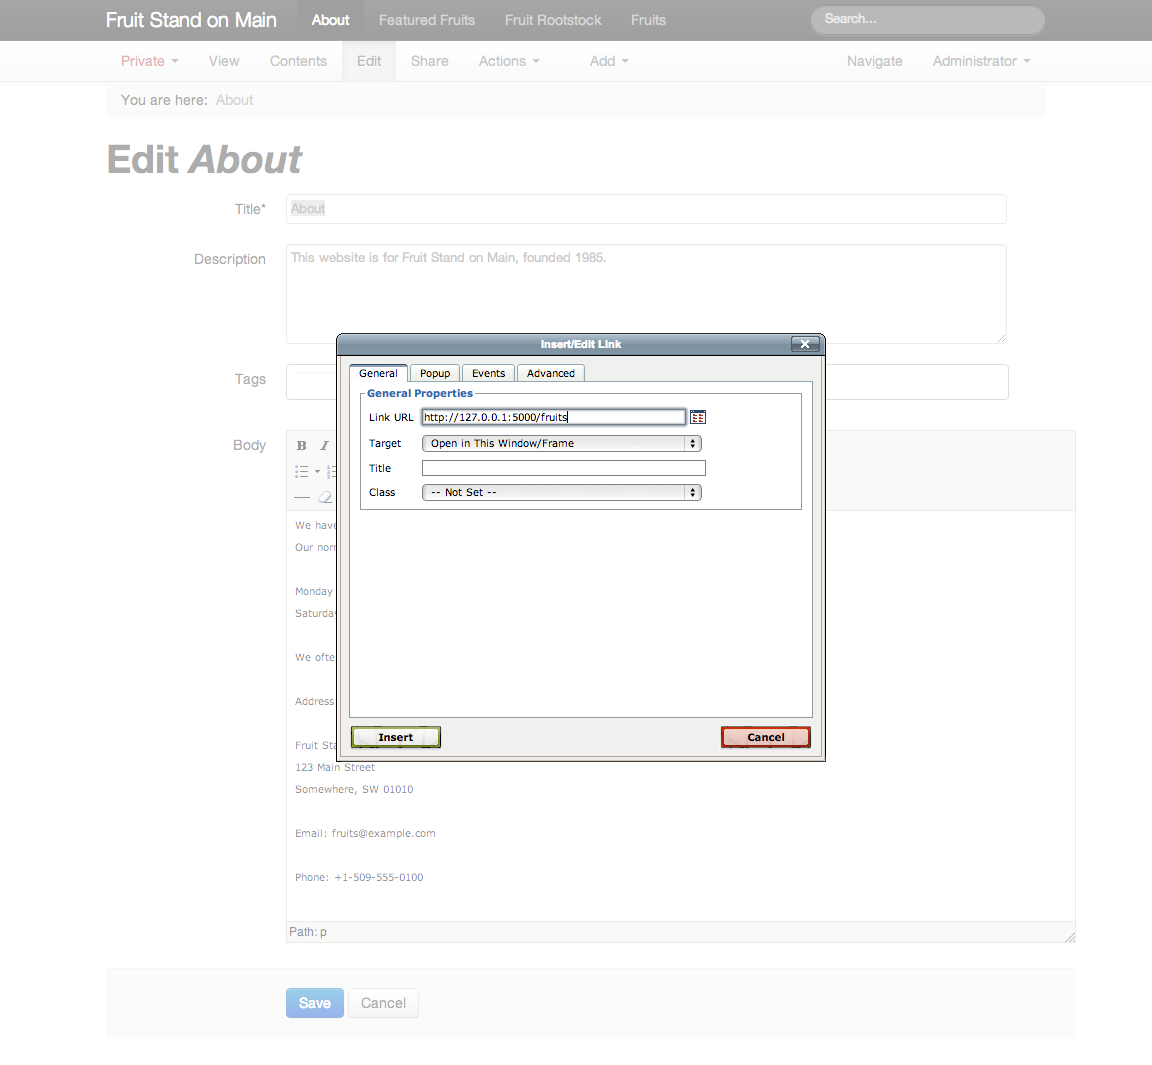 Fruit Stand on Main About Featured Fruits Fruit Rootstock Fruits Search...
Private View Contents Edit Share Actions Add Navigate Administrator
You are here: About
Edit About
Title* About
Description This website is for Fruit Stand on Main, founded 1985.
Tags
Body B I
Insert/Edit Link
General Popup Events Advanced
General Properties
Link URL http://127.0.0.1:5000/fruits
Target Open in This Window/Frame
Title
Class -- Not Set --
Insert Cancel
We have
Our
Monday
Saturday
We
Address
Fruit
123 Main Street
Somewhere, SW 01010
Email: fruits@example.com
Phone: +1-509-555-0100
Path: p
Save Cancel